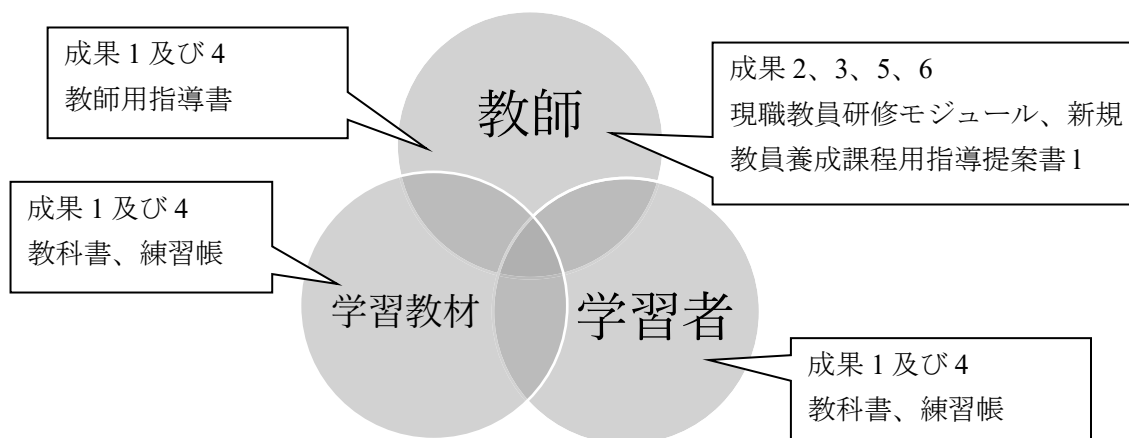 成果 1 及び 4
教師用指導書
成果 2、3、5、6
現職教員研修モジュール、新規
教員養成課程用指導提案書 1
教師
成果 1 及び 4
教科書、練習帳
学習教材
学習者
成果 1 及び 4
教科書、練習帳